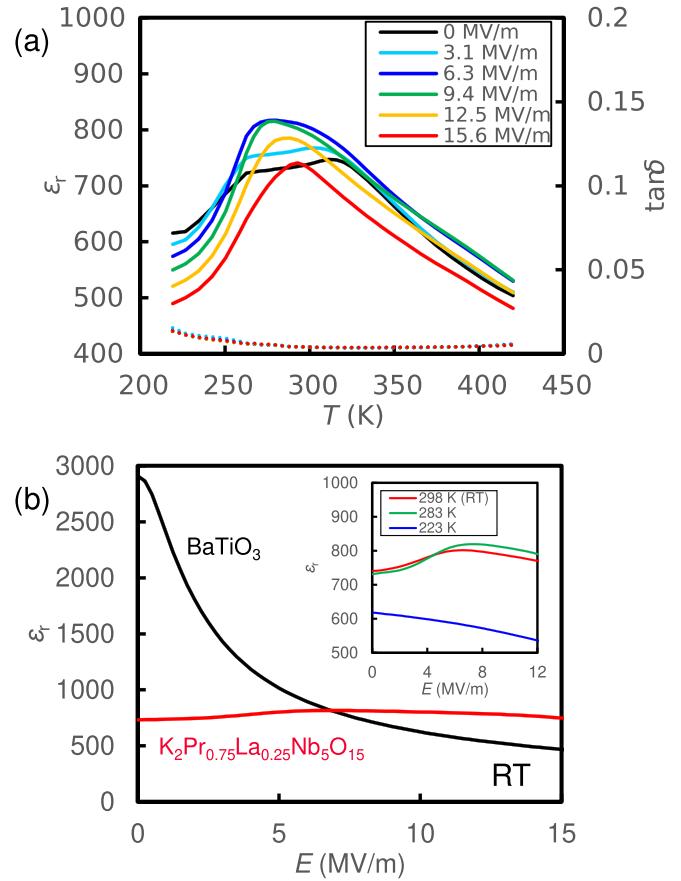 (a)
1000
900
800
700
600
500
400
εr
0 MV/m
3.1 MV/m
6.3 MV/m
9.4 MV/m
12.5 MV/m
15.6 MV/m
0.2
0.15
0.1
0.05
0
tanδ
200 250 300 350 400 450
T (K)
(b)
3000
2500
2000
1500
1000
500
0
εr
BaTiO₃
K₂Pr₀.₇₅La₀.₂₅Nb₅O₁₅
RT
1000
900
800
700
600
500
εr
298 K (RT)
283 K
223 K
0 4 8 12
E (MV/m)
0 5 10 15
E (MV/m)